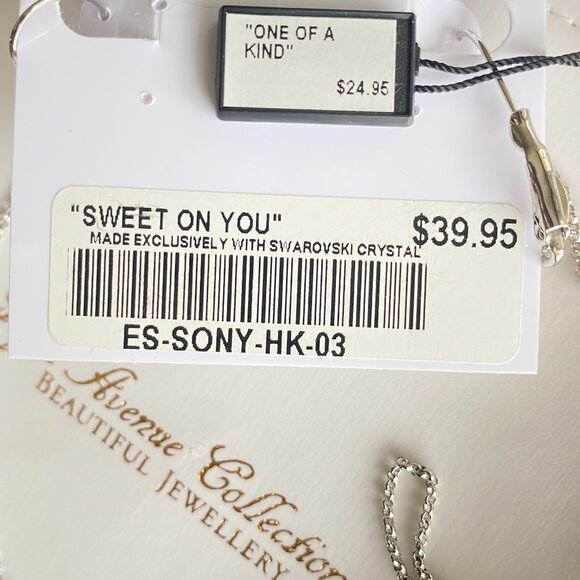 "ONE OF A
KIND"
$24.95
"SWEET ON YOU" $39.95
MADE EXCLUSIVELY WITH SWAROVSKI CRYSTAL
ES-SONY-HK-03
Avenue Collection
BEAUTIFUL JEWELLERY